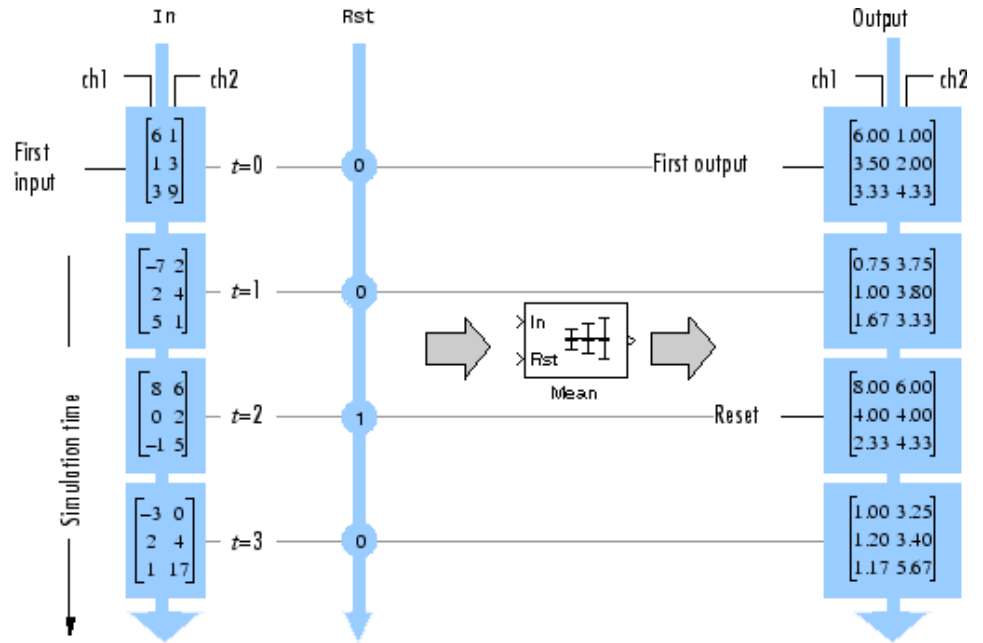 In Rst Output
ch1 ch2 ch1 ch2
First input
6 1
1 3
3 9
t=0
0
First output
6.00 1.00
3.50 2.00
3.33 4.33
-7 2
2 4
5 1
t=1
0
0.75 3.75
1.00 3.80
1.67 3.33
In
Rst
Mean
Simulation time
8 6
0 2
-1 5
t=2
1
Reset
8.00 6.00
4.00 4.00
2.33 4.33
-3 0
2 4
1 17
t=3
0
1.00 3.25
1.20 3.40
1.17 5.67